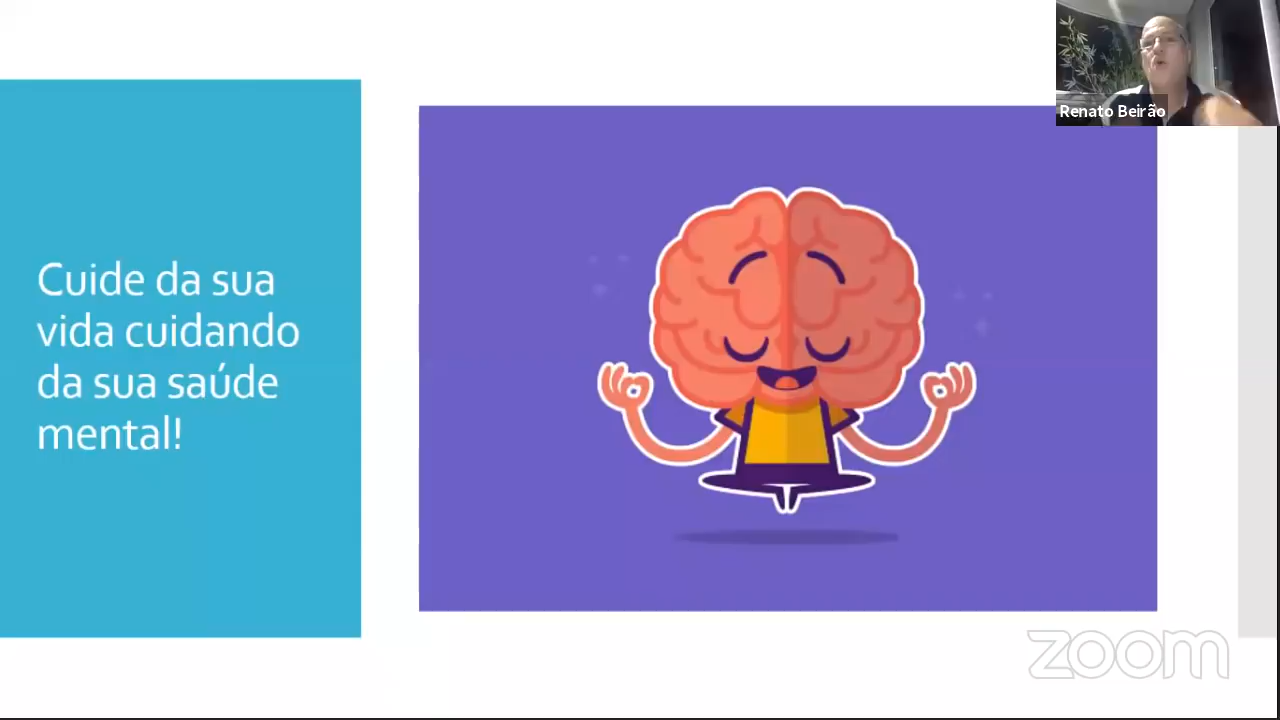 Renato Beirão
Cuide da sua
vida cuidando
da sua saúde
mental!
zoom